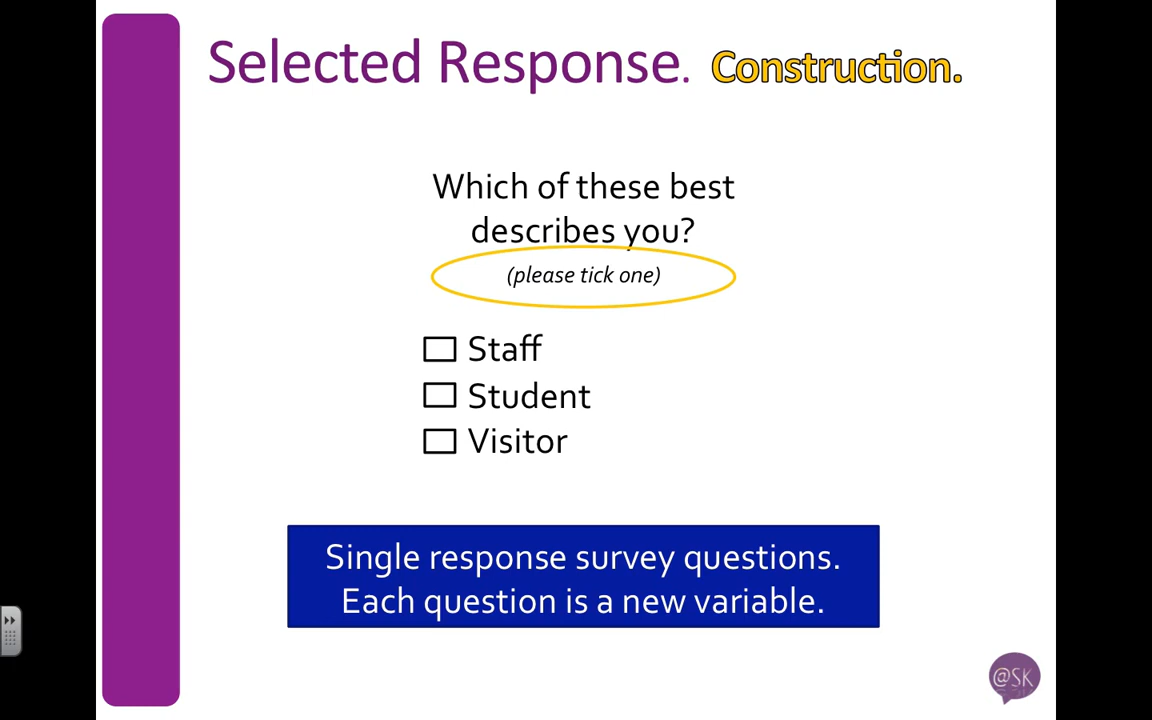 Selected Response. Construction.
Which of these best
describes you?
(please tick one)
Staff
Student
Visitor
Single response survey questions.
Each question is a new variable.
@SK